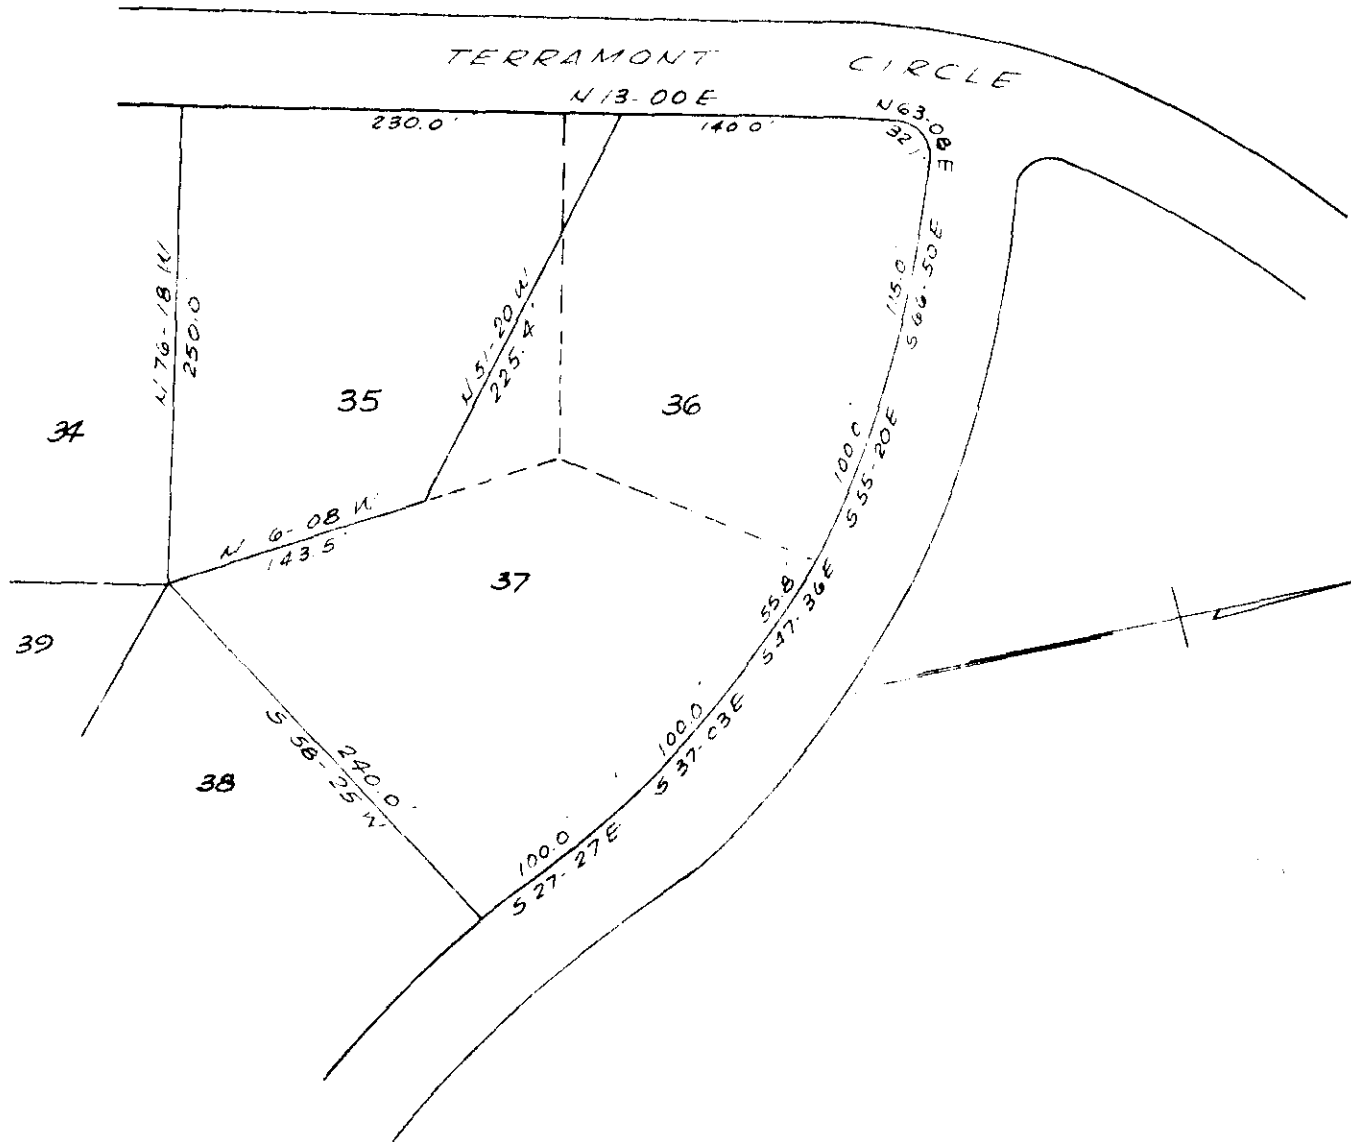 TERRAMONT CIRCLE
N 13-00 E
230.0'
140.0'
N 63-08 E
32.1'
N 76-18 W
250.0
N 51-20 W
225.4'
115.0
S 66-50 E
34
35
36
100.0
S 55-20 E
N 6-08 W
143.5'
37
55.8
S 47-36 E
39
100.0'
S 37-03 E
38
240.0'
S 58-25 W
100.0'
S 27-27 E